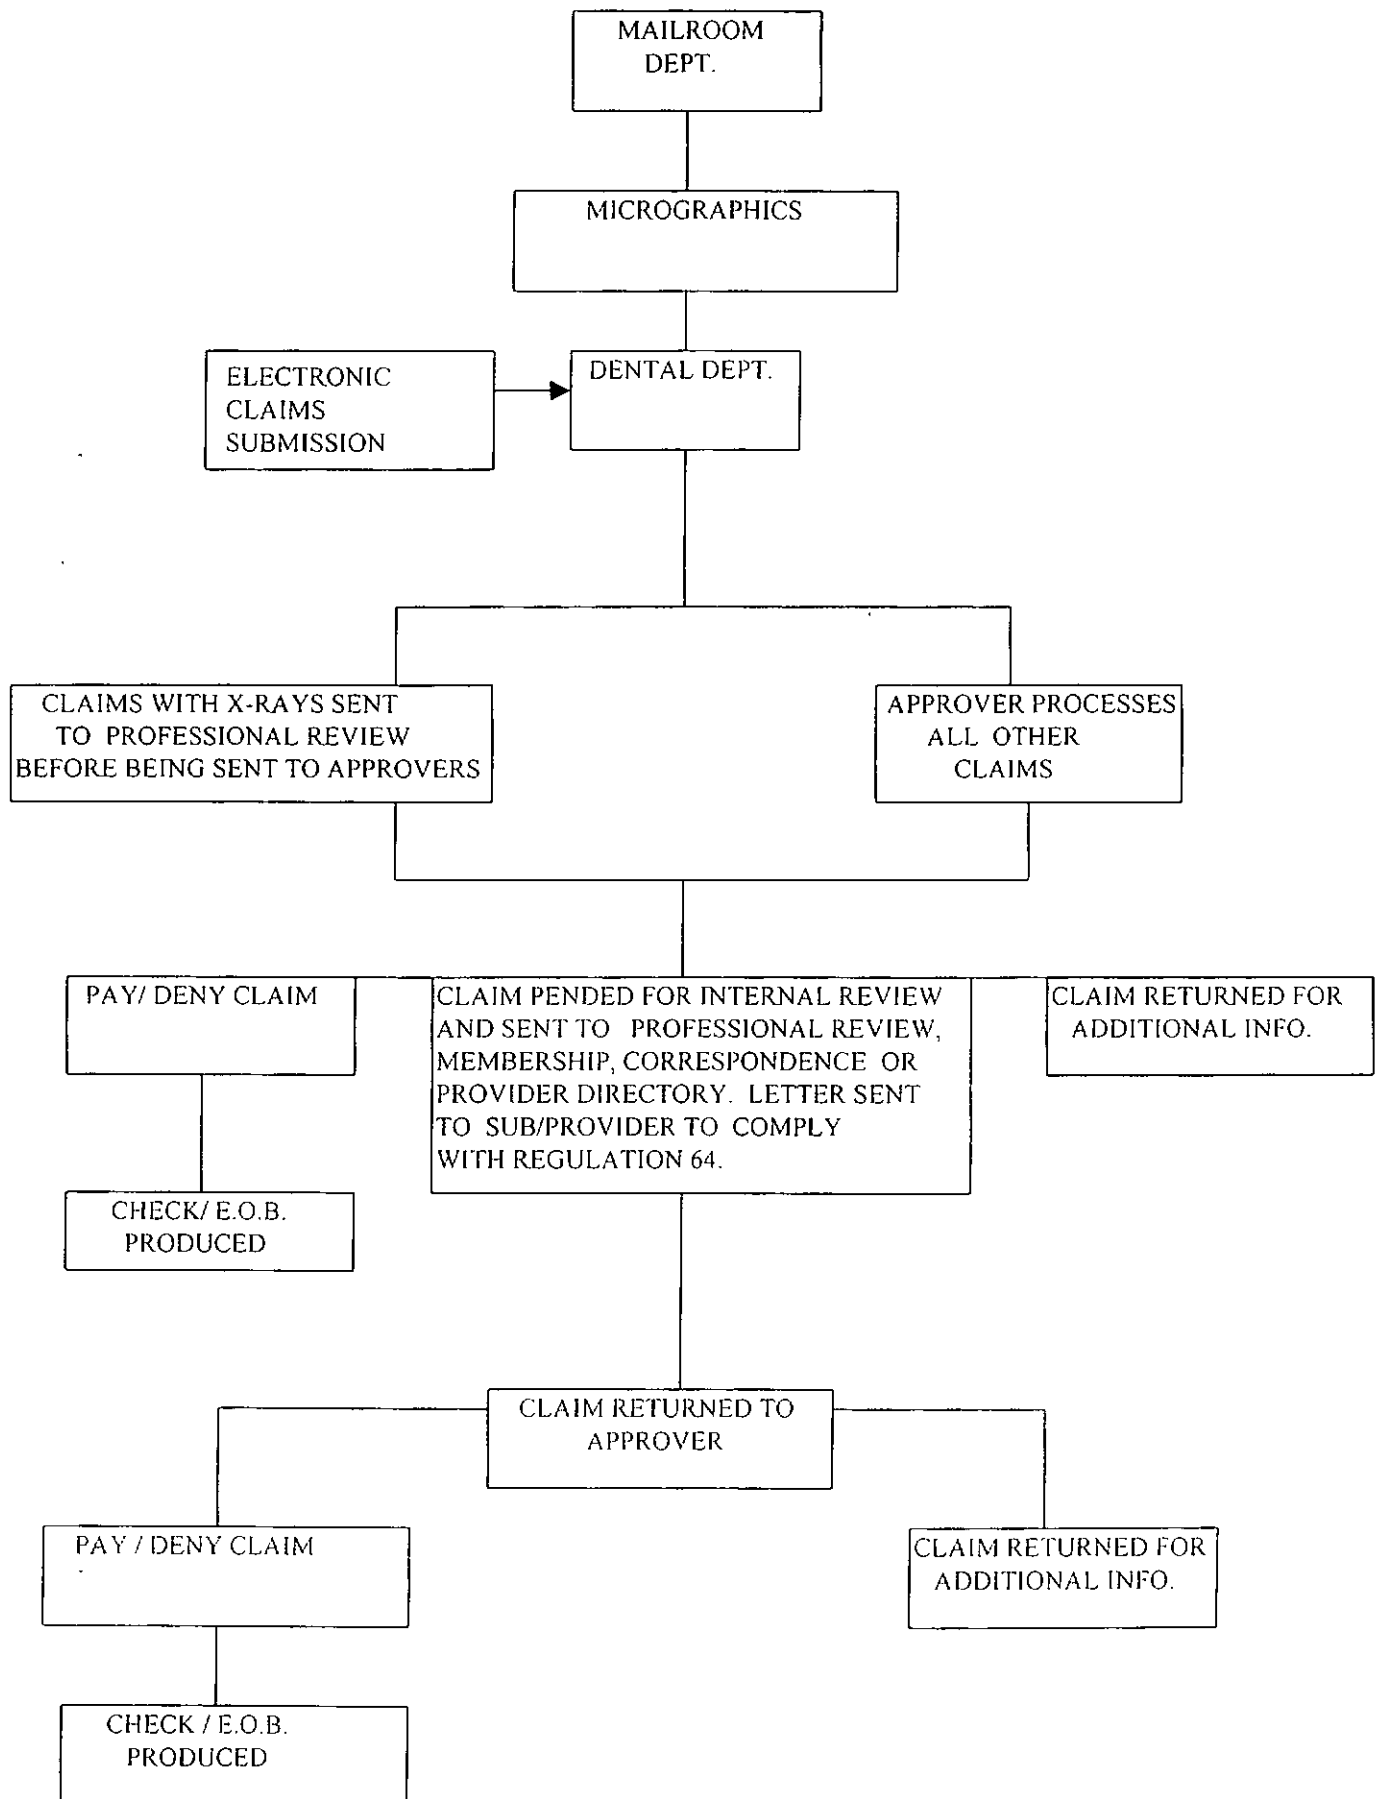 MAILROOM
DEPT.
MICROGRAPHICS
ELECTRONIC
CLAIMS
SUBMISSION
DENTAL DEPT.
CLAIMS WITH X-RAYS SENT
TO PROFESSIONAL REVIEW
BEFORE BEING SENT TO APPROVERS
APPROVER PROCESSES
ALL OTHER
CLAIMS
PAY/ DENY CLAIM
CLAIM PENDED FOR INTERNAL REVIEW
AND SENT TO PROFESSIONAL REVIEW,
MEMBERSHIP, CORRESPONDENCE OR
PROVIDER DIRECTORY. LETTER SENT
TO SUB/PROVIDER TO COMPLY
WITH REGULATION 64.
CLAIM RETURNED FOR
ADDITIONAL INFO.
CHECK/ E.O.B.
PRODUCED
CLAIM RETURNED TO
APPROVER
PAY / DENY CLAIM
CLAIM RETURNED FOR
ADDITIONAL INFO.
CHECK / E.O.B.
PRODUCED